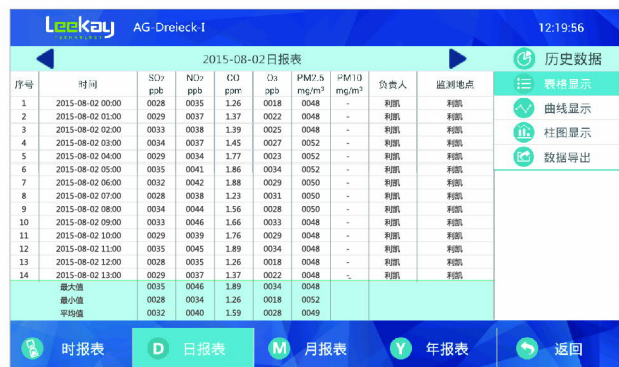 Leekay AG-Dreieck-I 12:19:56
TECHNOLOGY
2015-08-02日报表
历史数据
表格显示
曲线显示
柱图显示
数据导出
序号 时间 SO2 ppb NO2 ppb CO ppm O3 ppb PM2.5 mg/m³ PM10 mg/m³ 负责人 监测地点
1 2015-08-02 00:00 0028 0035 1.26 0018 0048 - 利凯 利凯
2 2015-08-02 01:00 0029 0037 1.37 0022 0048 - 利凯 利凯
3 2015-08-02 02:00 0033 0038 1.39 0025 0048 - 利凯 利凯
4 2015-08-02 03:00 0034 0037 1.45 0027 0052 - 利凯 利凯
5 2015-08-02 04:00 0029 0034 1.77 0023 0052 - 利凯 利凯
6 2015-08-02 05:00 0035 0041 1.86 0034 0052 - 利凯 利凯
7 2015-08-02 06:00 0032 0042 1.88 0029 0050 - 利凯 利凯
8 2015-08-02 07:00 0028 0038 1.23 0031 0050 - 利凯 利凯
9 2015-08-02 08:00 0034 0044 1.56 0028 0050 - 利凯 利凯
10 2015-08-02 09:00 0033 0046 1.66 0033 0048 - 利凯 利凯
11 2015-08-02 10:00 0029 0039 1.76 0029 0048 - 利凯 利凯
12 2015-08-02 11:00 0035 0045 1.89 0034 0048 - 利凯 利凯
13 2015-08-02 12:00 0028 0035 1.26 0018 0048 - 利凯 利凯
14 2015-08-02 13:00 0029 0037 1.37 0022 0048 - 利凯 利凯
最大值 0035 0046 1.89 0034 0048
最小值 0028 0034 1.26 0018 0052
平均值 0032 0040 1.59 0028 0049
时报表 D 日报表 M 月报表 Y 年报表 返回